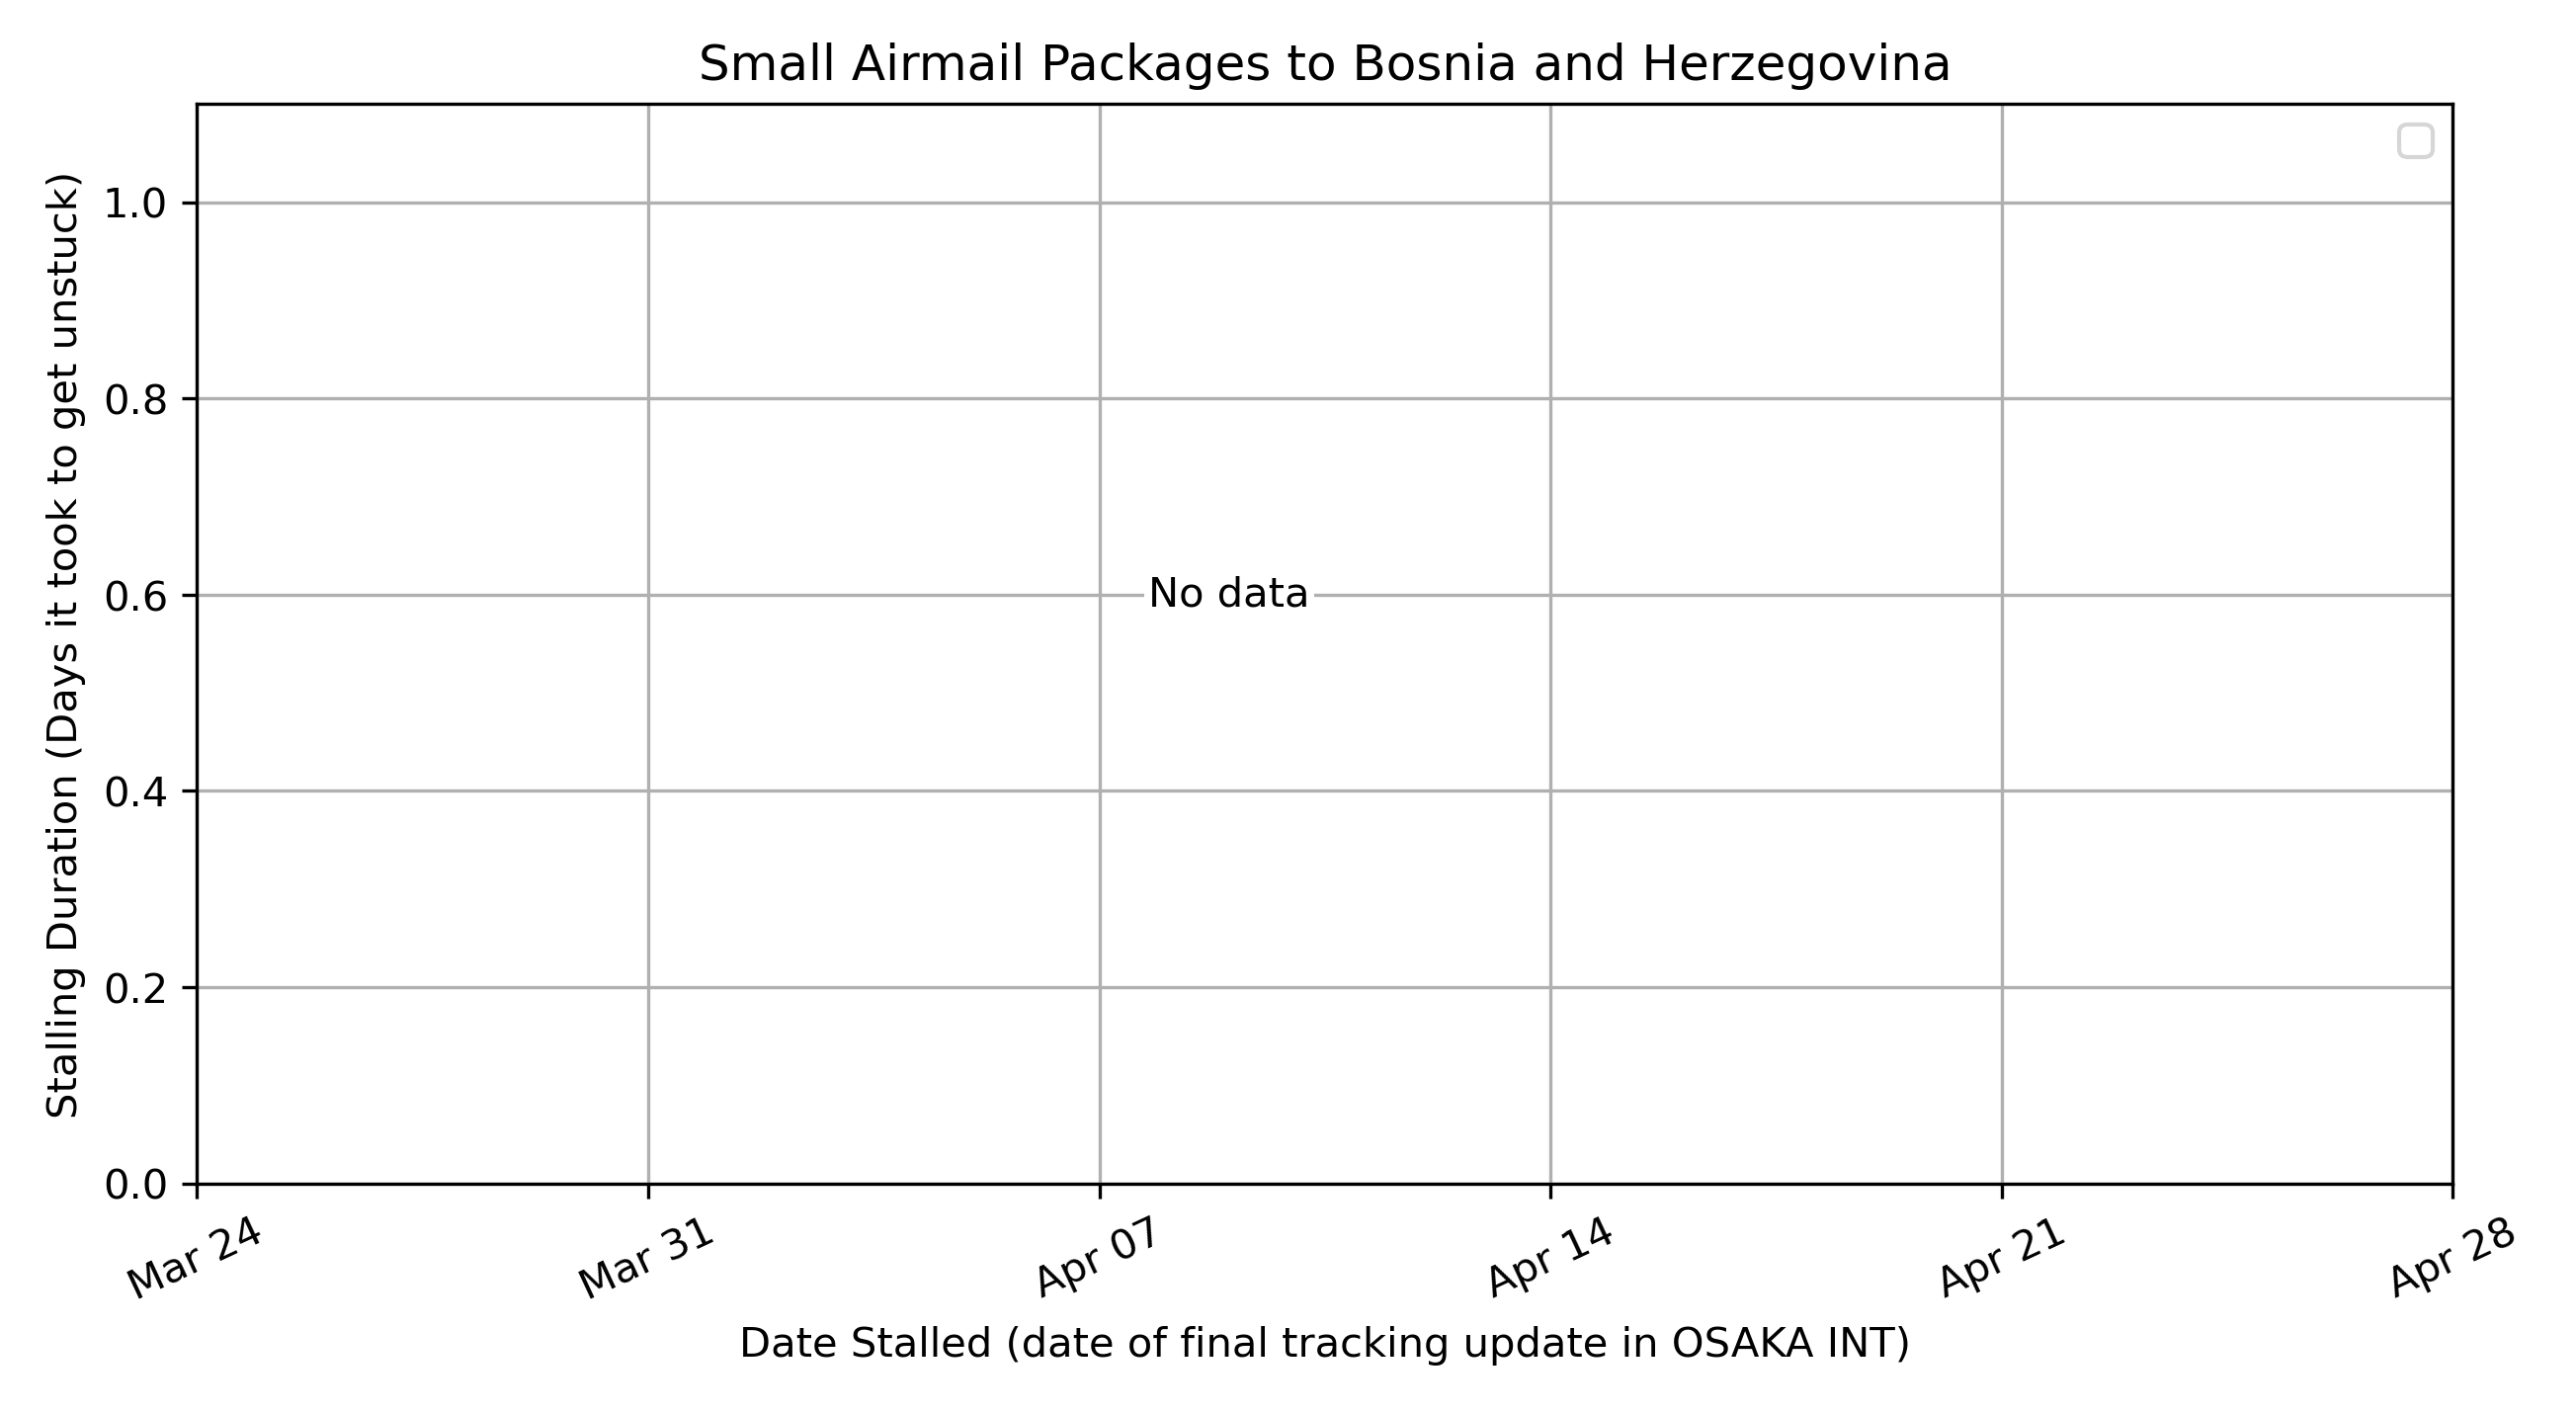 Small Airmail Packages to Bosnia and Herzegovina
Stalling Duration (Days it took to get unstuck)
1.0
0.8
0.6
0.4
0.2
0.0
No data
Mar 24
Mar 31
Apr 07
Apr 14
Apr 21
Apr 28
Date Stalled (date of final tracking update in OSAKA INT)